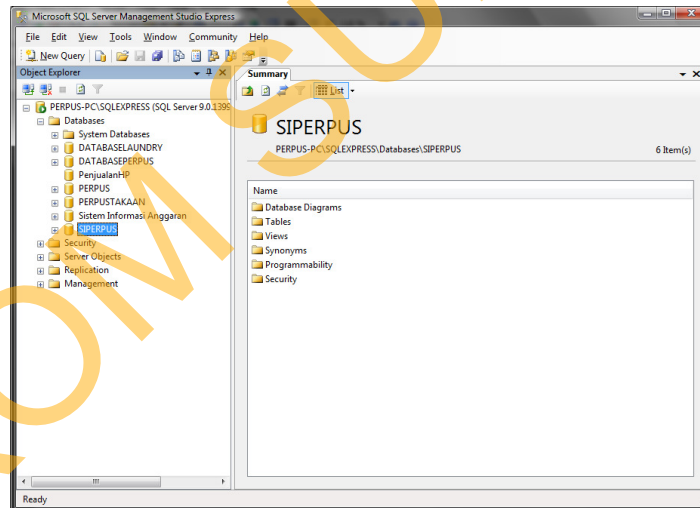 Microsoft SQL Server Management Studio Express
File Edit View Tools Window Community Help
New Query
Object Explorer
PERPUS-PC\SQLEXPRESS (SQL Server 9.0.1399
Databases
System Databases
DATABASELAUNDRY
DATABASEPERPUS
PenjualanHP
PERPUS
PERPUSTAKAAN
Sistem Informasi Anggaran
SIPERPUS
Security
Server Objects
Replication
Management
Summary
List
SIPERPUS
PERPUS-PC\SQLEXPRESS\Databases\SIPERPUS 6 Item(s)
Name
Database Diagrams
Tables
Views
Synonyms
Programmability
Security
Ready